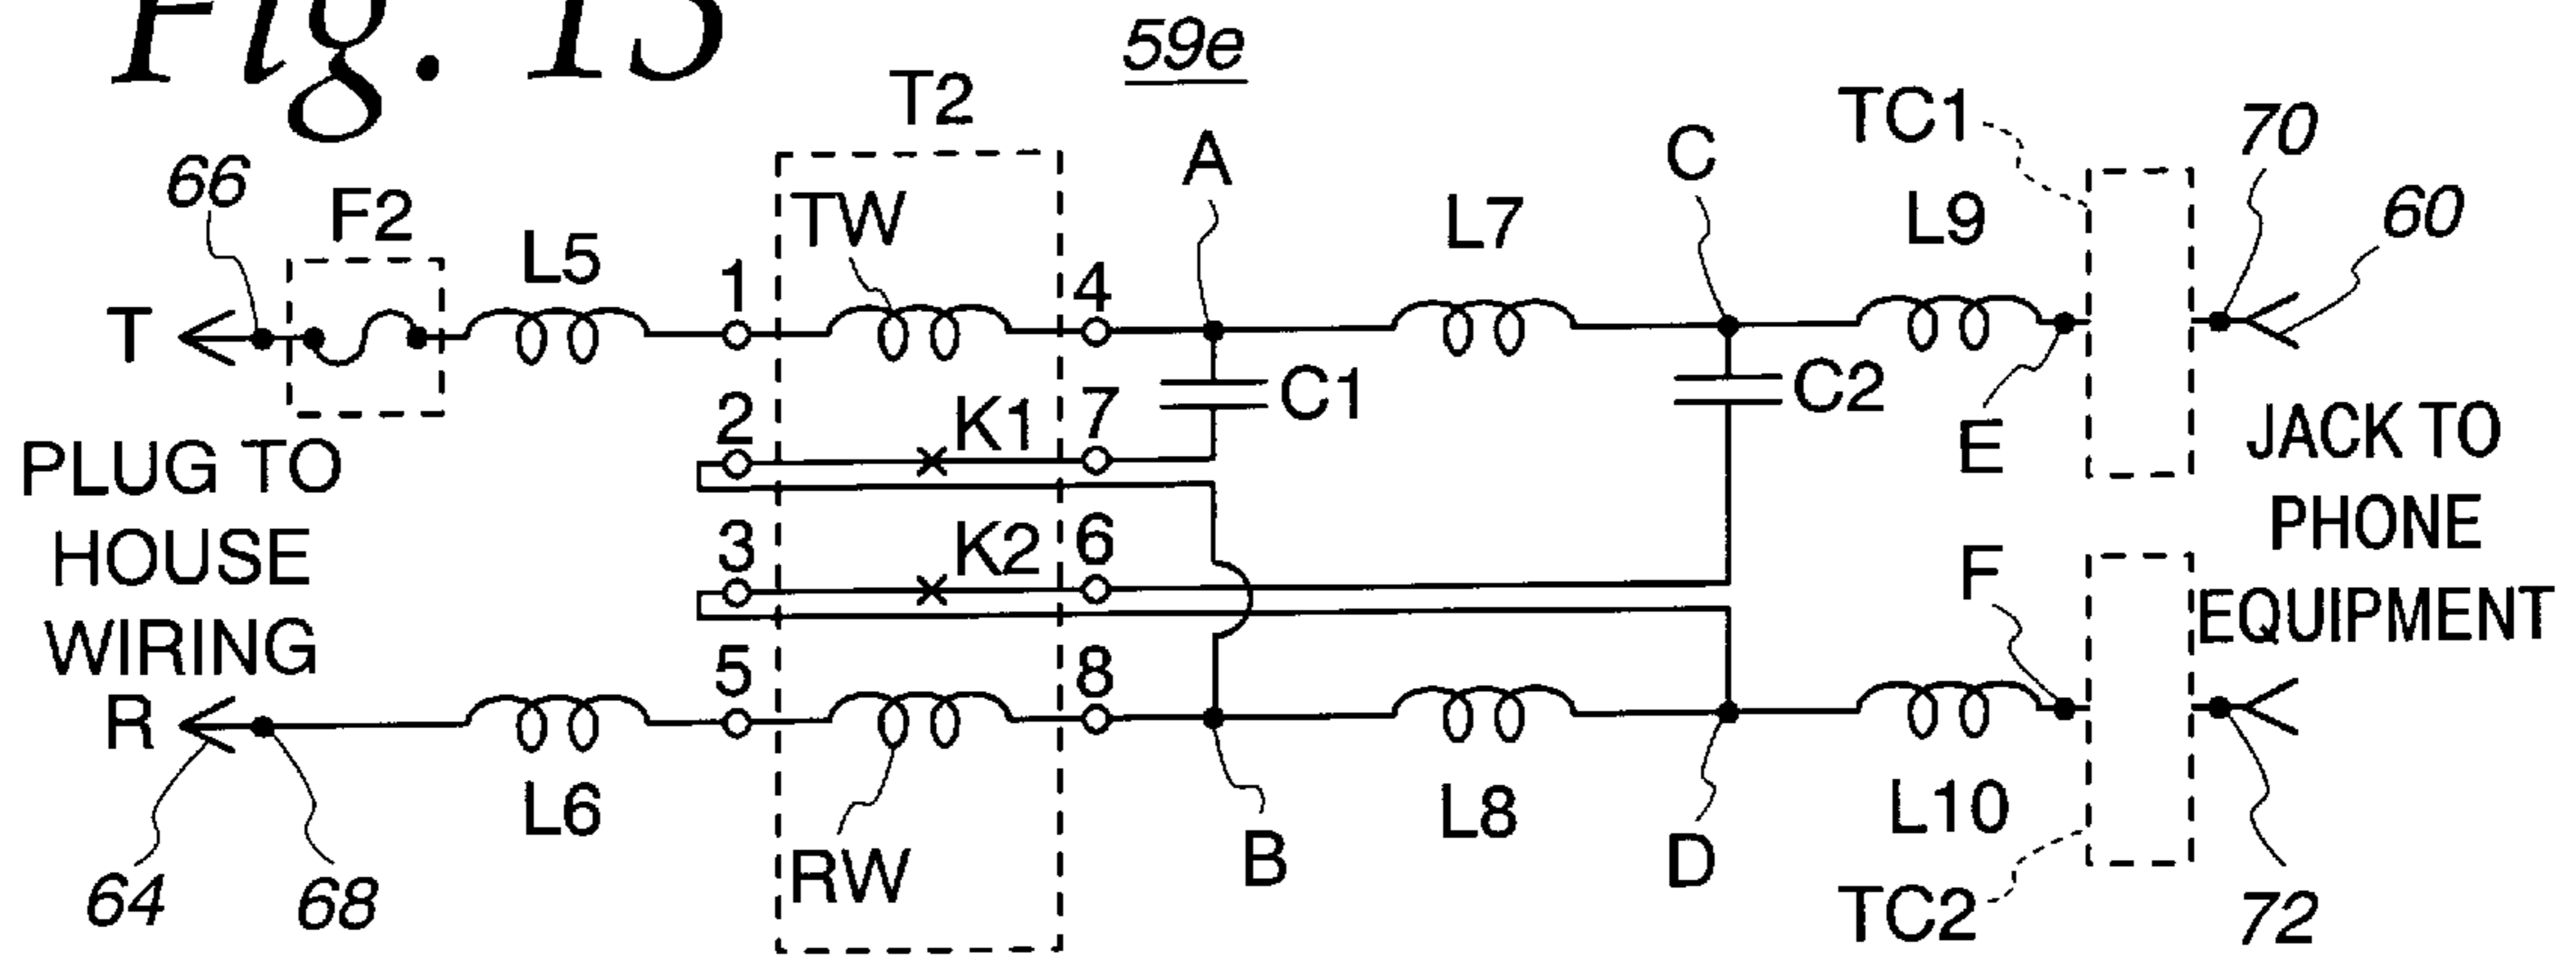 Fig. 13
59e
T2
A
C
TC1
70
60
66
F2
L5
1
TW
4
L7
L9
T
2
K1
7
C1
C2
E
PLUG TO
HOUSE
WIRING
3
K2
6
F
JACK TO
PHONE
EQUIPMENT
R
5
8
L6
RW
B
L8
D
L10
TC2
64
68
72